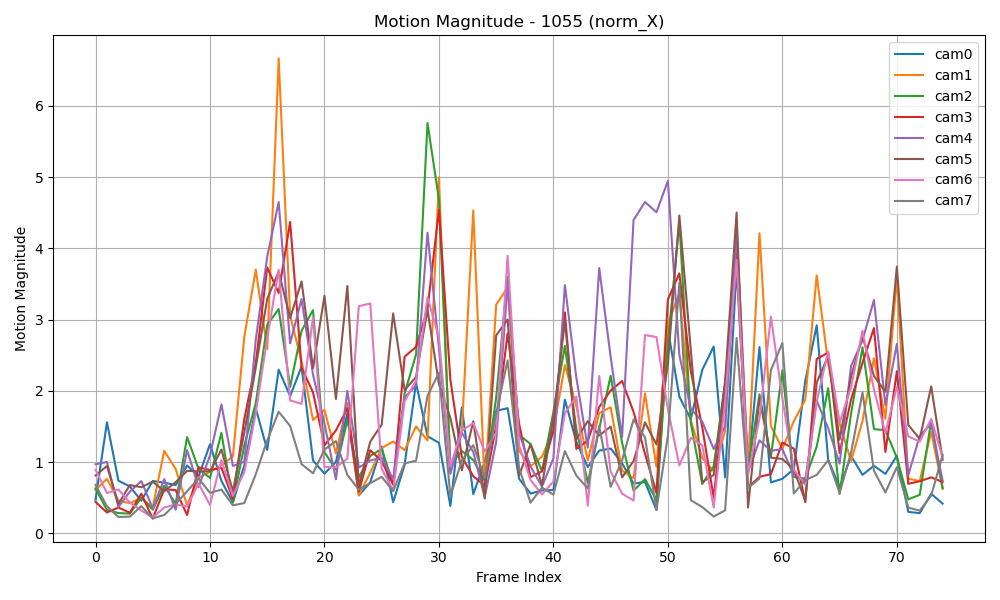 Motion Magnitude - 1055 (norm_X)
Motion Magnitude
6
5
4
3
2
1
0
0 10 20 30 40 50 60 70
Frame Index
cam0
cam1
cam2
cam3
cam4
cam5
cam6
cam7